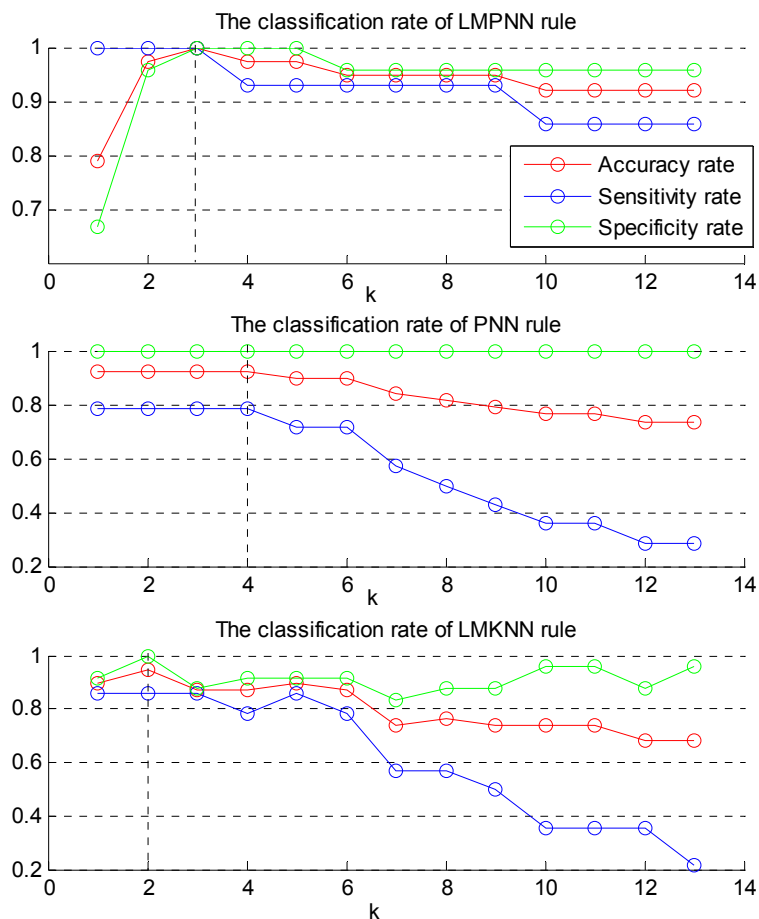 The classification rate of LMPNN rule
1
0.9
0.8
0.7
Accuracy rate
Sensitivity rate
Specificity rate
0 2 4 6 8 10 12 14
k
The classification rate of PNN rule
1
0.8
0.6
0.4
0.2
0 2 4 6 8 10 12 14
k
The classification rate of LMKNN rule
1
0.8
0.6
0.4
0.2
0 2 4 6 8 10 12 14
k